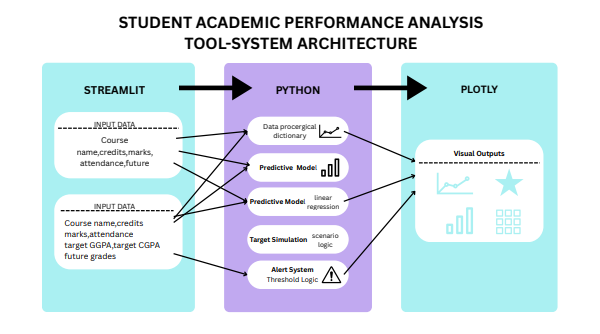 STUDENT ACADEMIC PERFORMANCE ANALYSIS
TOOL-SYSTEM ARCHITECTURE
STREAMLIT
INPUT DATA
Course
name,credits,marks,
attendance,future
INPUT DATA
Course name,credits
marks,attendance
target GGPA,target CGPA
future grades
PYTHON
Data procergical
dictionary
Predictive Model
Predictive Model linear
regression
Target Simulation scenario
logic
Alert System
Threshold Logic
PLOTLY
Visual Outputs